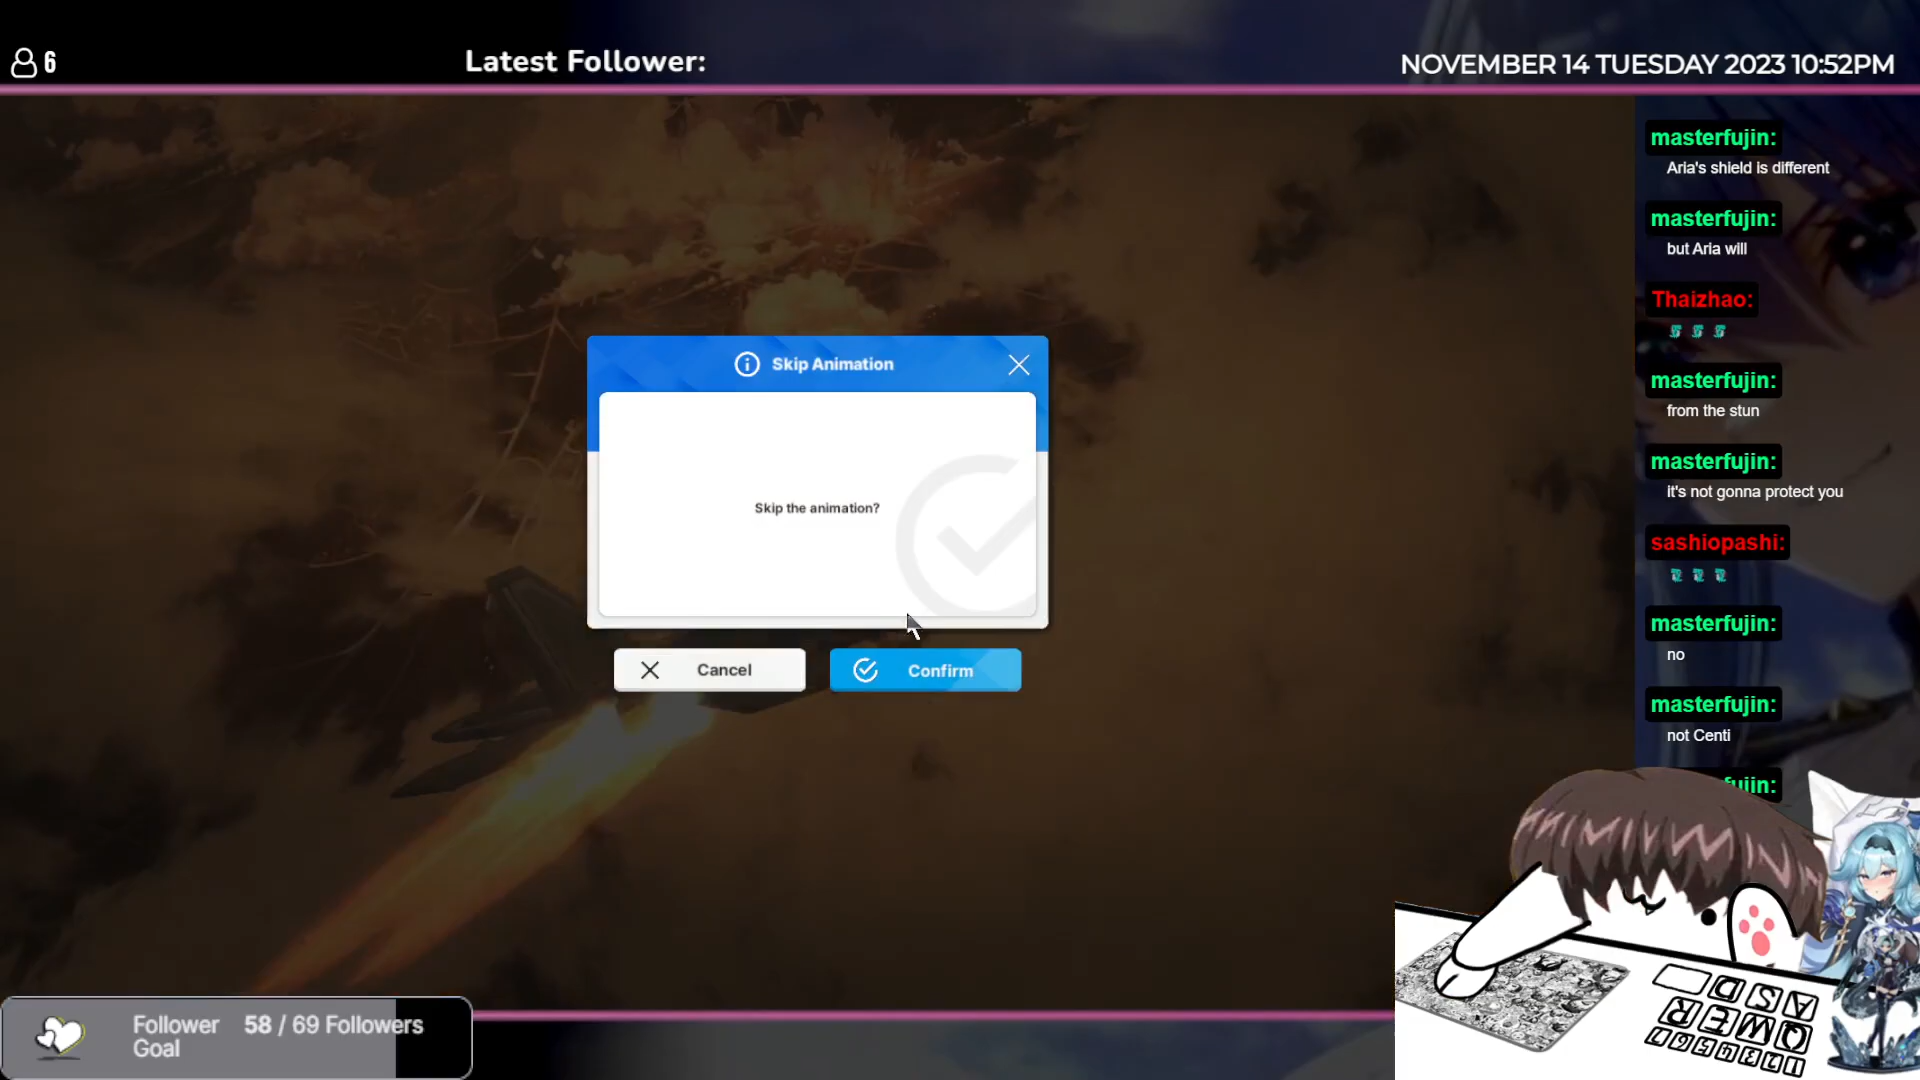 6
Latest Follower:
NOVEMBER 14 TUESDAY 2023 10:52PM
masterfujin:
Aria's shield is different
masterfujin:
but Aria will
Thaizhao:
masterfujin:
from the stun
masterfujin:
it's not gonna protect you
sashiopashi:
masterfujin:
no
masterfujin:
not Centi
Skip Animation
Skip the animation?
Cancel
Confirm
Follower Goal
58 / 69 Followers